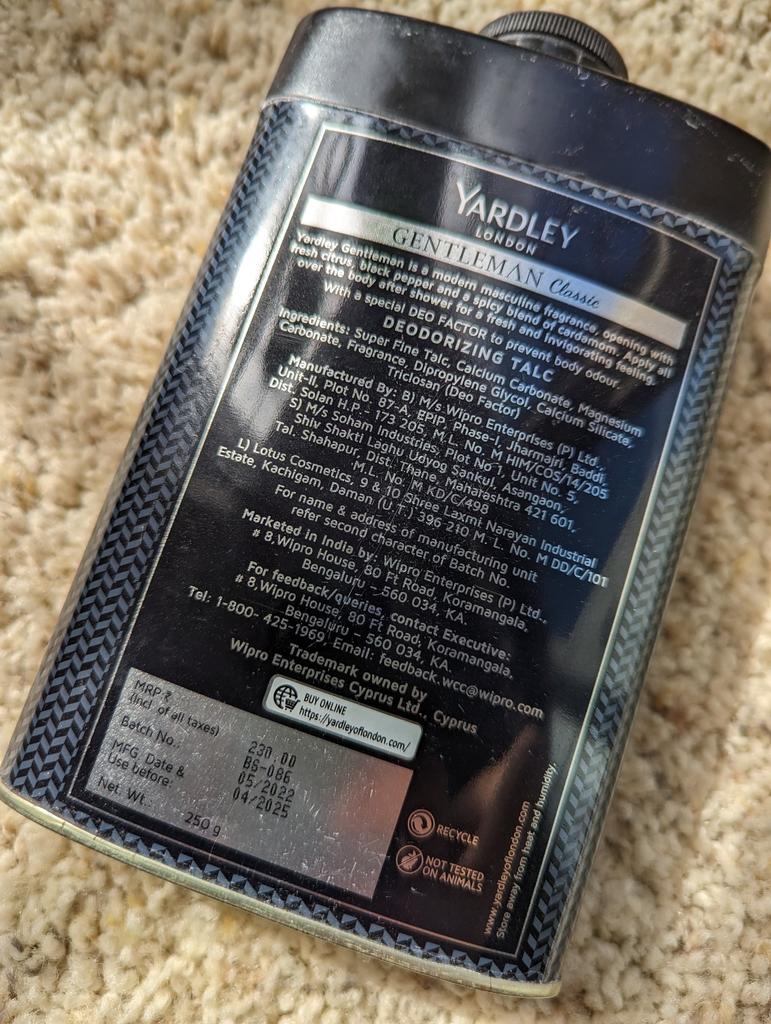 YARDLEY
LONDON
GENTLEMAN Classic
Yardley Gentleman is a modern masculine fragrance, opening with
fresh citrus, black pepper and a spicy blend of cardamom. Apply all
over the body after shower for a fresh and invigorating feeling.
With a special DEO FACTOR to prevent body odour.
DEODORIZING TALC
Ingredients: Super Fine Talc, Calcium Carbonate, Magnesium
Carbonate, Fragrance, Dipropylene Glycol, Calcium Silicate,
Triclosan (Deo Factor)
Manufactured By: B) M/s Wipro Enterprises (P) Ltd.,
Unit-II, Plot No. 87-A, EPIP, Phase-I, Jharmajri, Baddi
Dist. Solan H.P - 173 205, M.L. No. M HIM/COS/14/205
S) M/s Soham Industries, Plot No 1, Unit No. 5,
Shiv Shakti Laghu Udyog Sankul, Asangaon,
Tal. Shahapur, Dist. Thane, Maharashtra 421 601,
M.L. No. M KD/C/498
L) Lotus Cosmetics, 9 & 10 Shree Laxmi Narayan Industrial
Estate, Kachigam, Daman (U.T.) 396 210 M. L. No. M DD/C/101
For name & address of manufacturing unit
refer second character of Batch No.
Marketed in India by: Wipro Enterprises (P) Ltd.,
# 8,Wipro House, 80 Ft Road, Koramangala,
Bengaluru - 560 034, KA.
For feedback/queries, contact Executive:
# 8,Wipro House, 80 Ft Road, Koramangala,
Bengaluru - 560 034, KA.
Tel: 1-800- 425-1969, Email: feedback.wcc@wipro.com
Trademark owned by
Wipro Enterprises Cyprus Ltd., Cyprus
BUY ONLINE
https://yardleyoflondon.com/
MRP ₹ 230.00
(Incl. of all taxes)
Batch No.: BS-086
MFG. Date & 05/2022
Use before: 04/2025
Net. Wt.: 250 g
RECYCLE
NOT TESTED
ON ANIMALS
www.yardleyoflondon.com
Store away from heat and humidity.